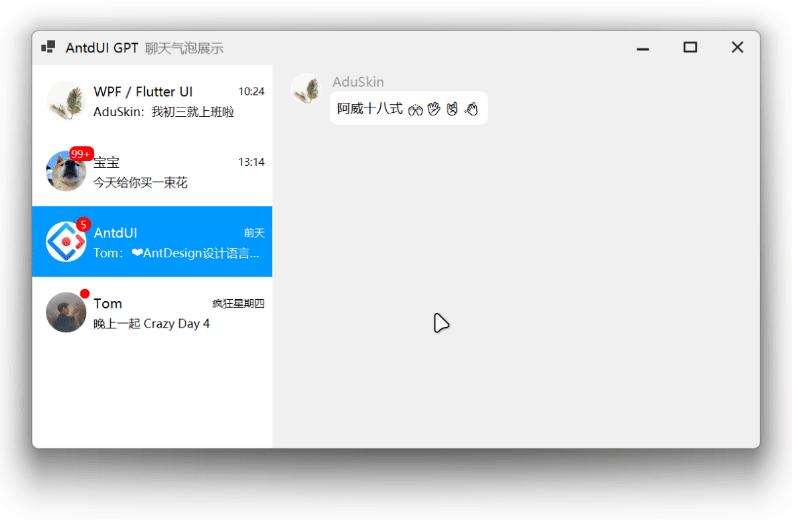 AntdUI GPT 聊天气泡展示
WPF / Flutter UI 10:24
AduSkin：我初三就上班啦
99+
宝宝 13:14
今天给你买一束花
5
AntdUI 前天
Tom：❤AntDesign设计语言...
Tom 疯狂星期四
晚上一起 Crazy Day 4
AduSkin
阿威十八式 👐🖐🤘👏